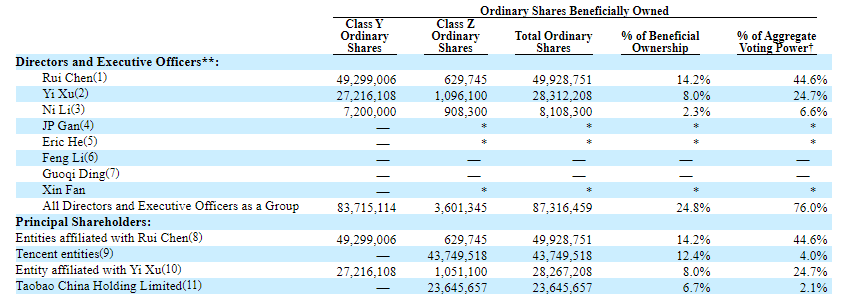 Ordinary Shares Beneficially Owned
Class Y Ordinary Shares Class Z Ordinary Shares Total Ordinary Shares % of Beneficial Ownership % of Aggregate Voting Power†
Directors and Executive Officers**:
Rui Chen(1) 49,299,006 629,745 49,928,751 14.2% 44.6%
Yi Xu(2) 27,216,108 1,096,100 28,312,208 8.0% 24.7%
Ni Li(3) 7,200,000 908,300 8,108,300 2.3% 6.6%
JP Gan(4) — * * * *
Eric He(5) — * * * *
Feng Li(6) — — — — —
Guoqi Ding(7) — — — — —
Xin Fan — * * * *
All Directors and Executive Officers as a Group 83,715,114 3,601,345 87,316,459 24.8% 76.0%
Principal Shareholders:
Entities affiliated with Rui Chen(8) 49,299,006 629,745 49,928,751 14.2% 44.6%
Tencent entities(9) — 43,749,518 43,749,518 12.4% 4.0%
Entity affiliated with Yi Xu(10) 27,216,108 1,051,100 28,267,208 8.0% 24.7%
Taobao China Holding Limited(11) — 23,645,657 23,645,657 6.7% 2.1%